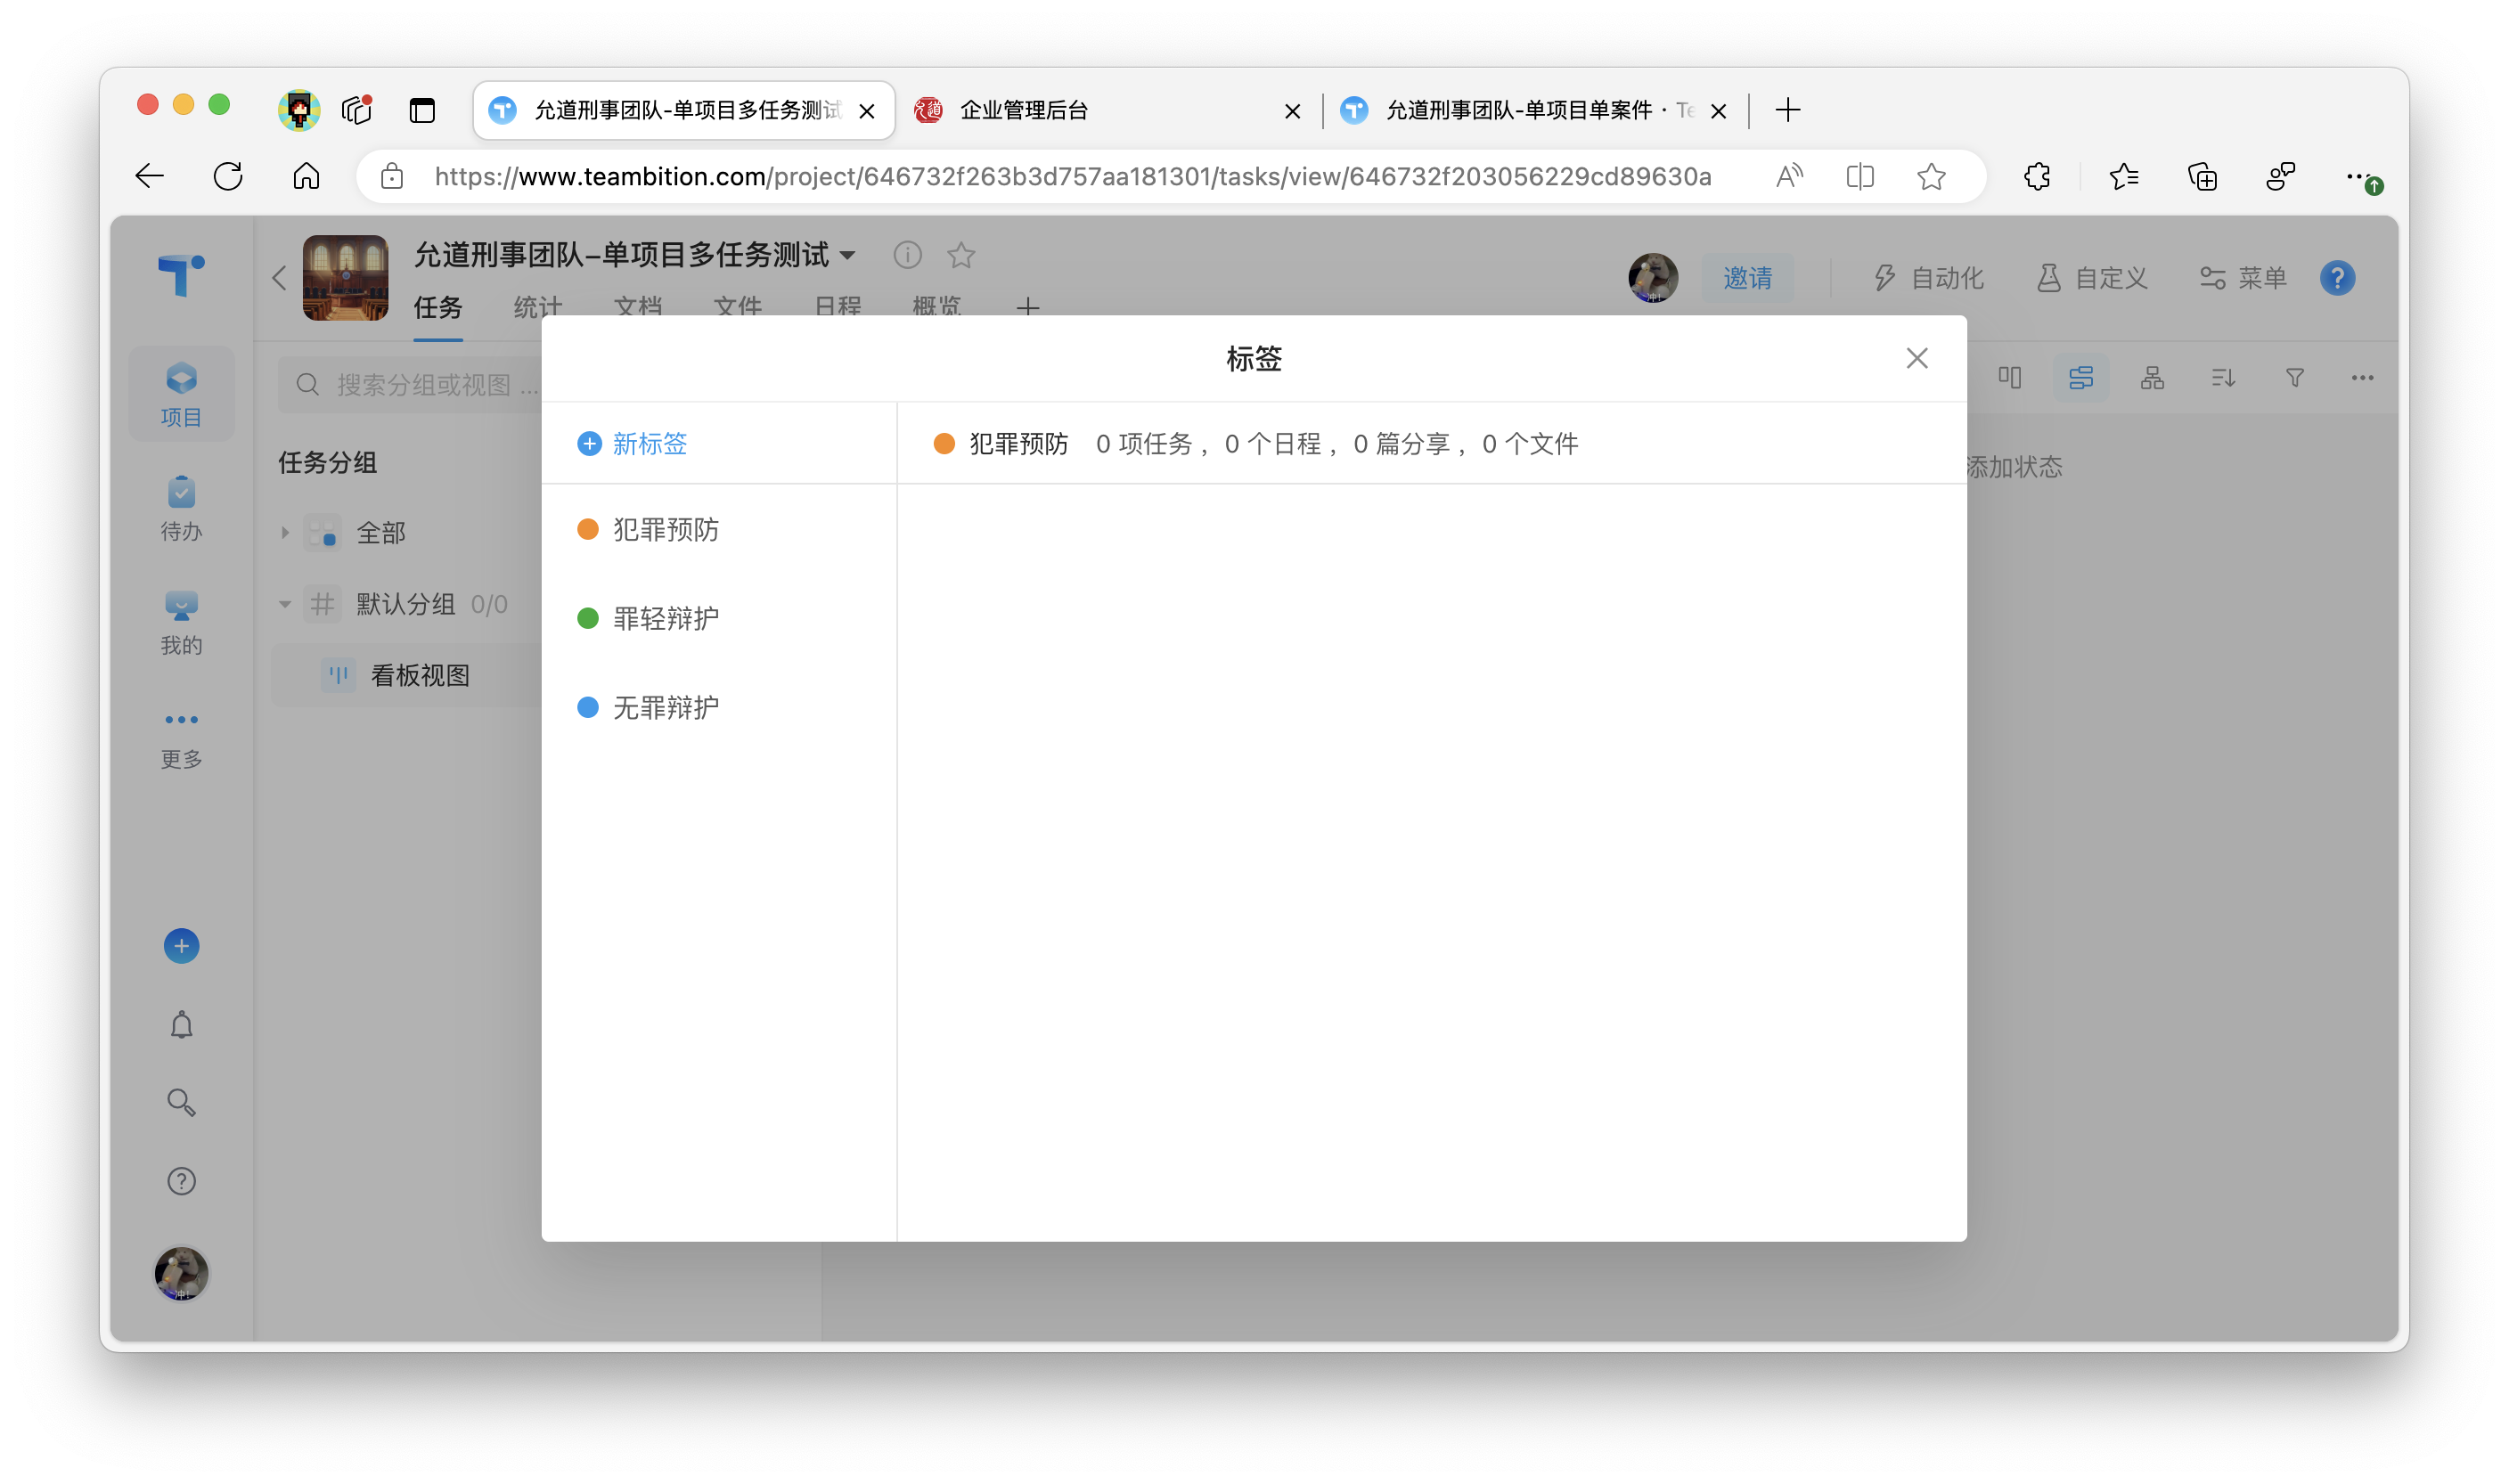 允道刑事团队-单项目多任务测试
企业管理后台
允道刑事团队-单项目单案件 · Te
https://www.teambition.com/project/646732f263b3d757aa181301/tasks/view/646732f203056229cd89630a
允道刑事团队-单项目多任务测试
任务 统计 文档 文件 日程 概览
邀请 自动化 自定义 菜单
项目
待办
我的
更多
搜索分组或视图 ...
任务分组
全部
默认分组 0/0
看板视图
标签
新标签
犯罪预防 0 项任务， 0 个日程， 0 篇分享， 0 个文件
犯罪预防
罪轻辩护
无罪辩护
添加状态